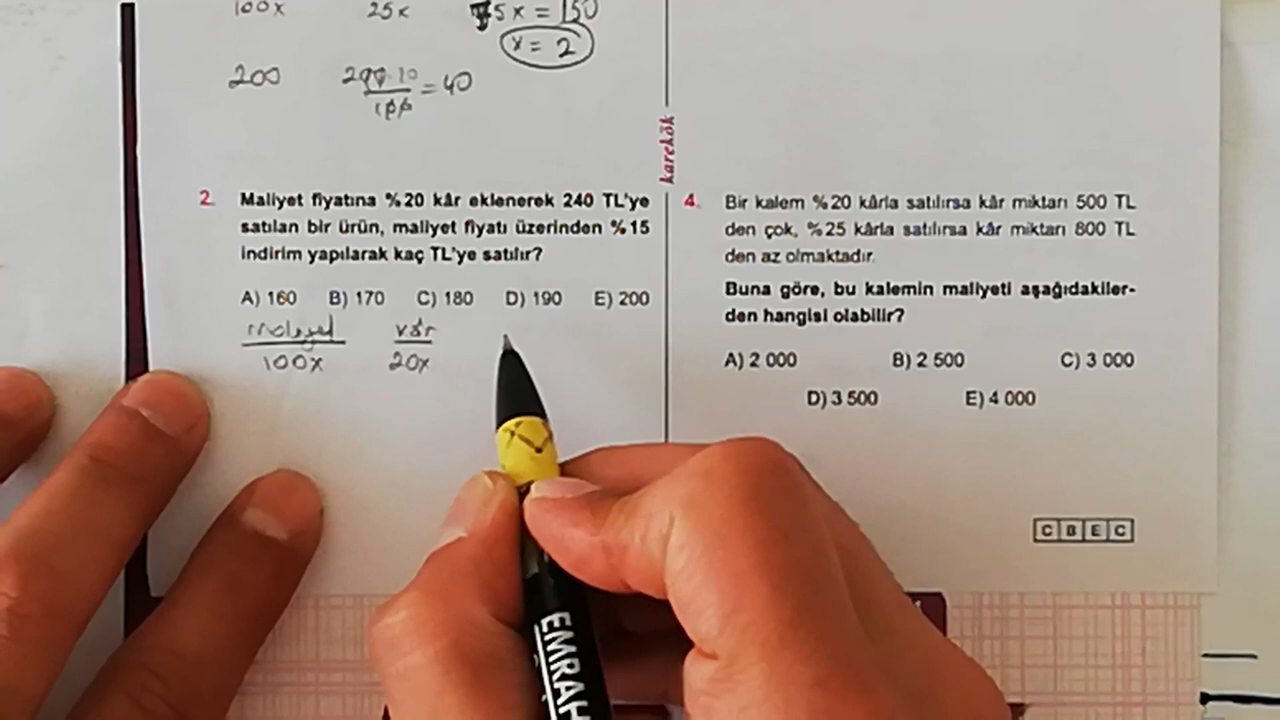 100x 25x 75x = 150
x = 2
200 200.10 = 40
100
karekök
2. Maliyet fiyatına %20 kâr eklenerek 240 TL'ye
satılan bir ürün, maliyet fiyatı üzerinden %15
indirim yapılarak kaç TL'ye satılır?
A) 160 B) 170 C) 180 D) 190 E) 200
kâr
100x 20x
4. Bir kalem %20 kârla satılırsa kâr miktarı 500 TL
den çok, %25 kârla satılırsa kâr miktarı 800 TL
den az olmaktadır.
Buna göre, bu kalemin maliyeti aşağıdakiler-
den hangisi olabilir?
A) 2 000 B) 2 500 C) 3 000
D) 3 500 E) 4 000
C B E C
EMRAH